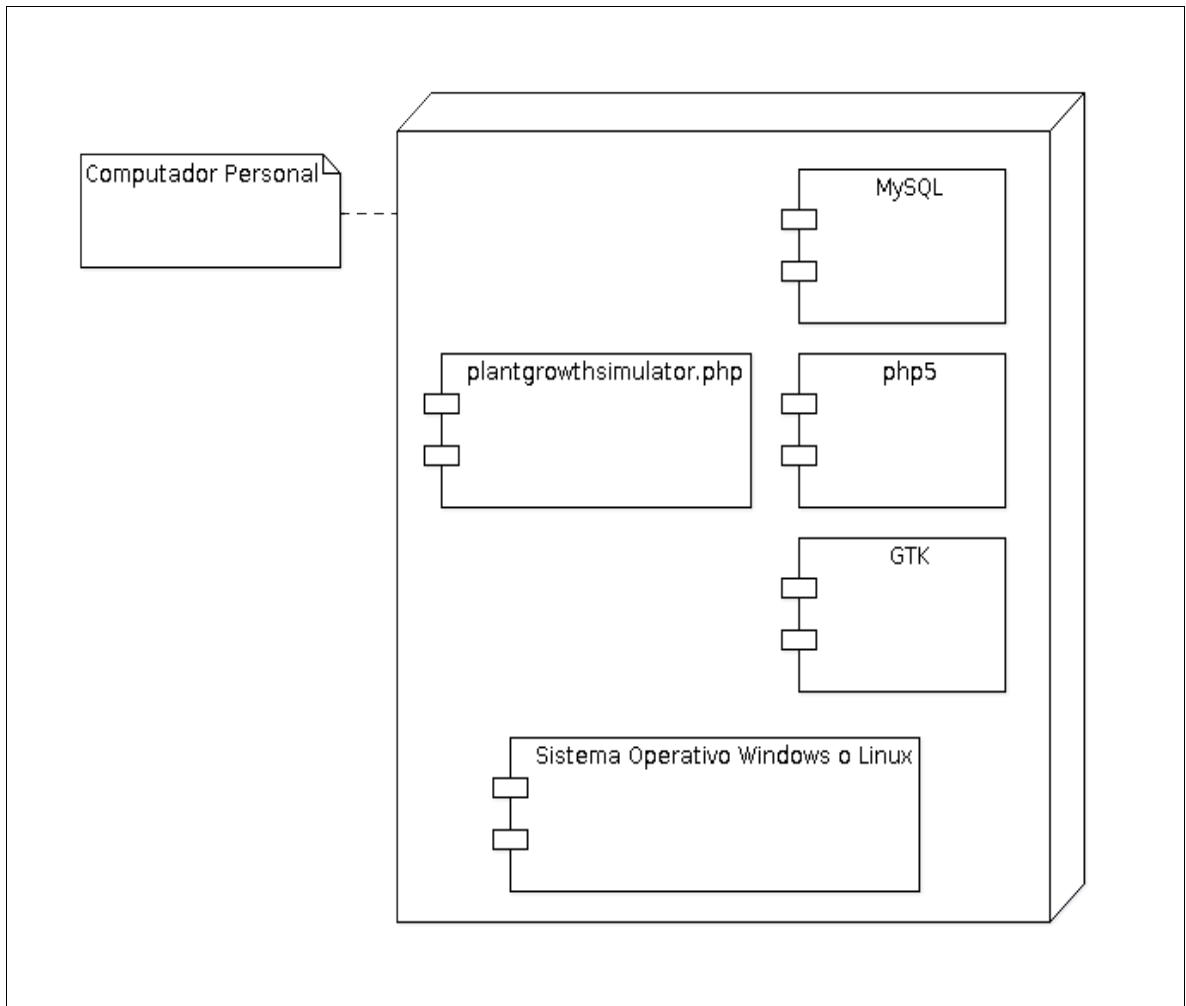 Computador Personal
MySQL
plantgrowthsimulator.php
php5
GTK
Sistema Operativo Windows o Linux